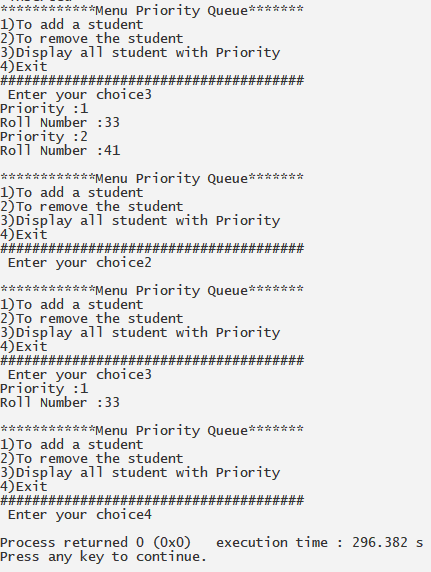 ************Menu Priority Queue*******
1)To add a student
2)To remove the student
3)Display all student with Priority
4)Exit
######################################
Enter your choice3
Priority :1
Roll Number :33
Priority :2
Roll Number :41
************Menu Priority Queue*******
1)To add a student
2)To remove the student
3)Display all student with Priority
4)Exit
######################################
Enter your choice2
************Menu Priority Queue*******
1)To add a student
2)To remove the student
3)Display all student with Priority
4)Exit
######################################
Enter your choice3
Priority :1
Roll Number :33
************Menu Priority Queue*******
1)To add a student
2)To remove the student
3)Display all student with Priority
4)Exit
######################################
Enter your choice4
Process returned 0 (0x0)   execution time : 296.382 s
Press any key to continue.